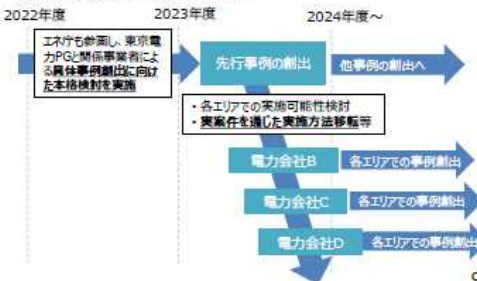 2022年度
2023年度
2024年度～
エネ庁も参画し、東京電
力PGと関係事業者によ
る具体事例創出に向け
た本格検討を実施
先行事例の創出
他事例の創出へ
・各エリアでの実施可能性検討
・実案件を通じた実施方法移転等
電力会社B
各エリアでの事例創出
電力会社C
各エリアでの事例創出
電力会社D
各エリアでの事例創出